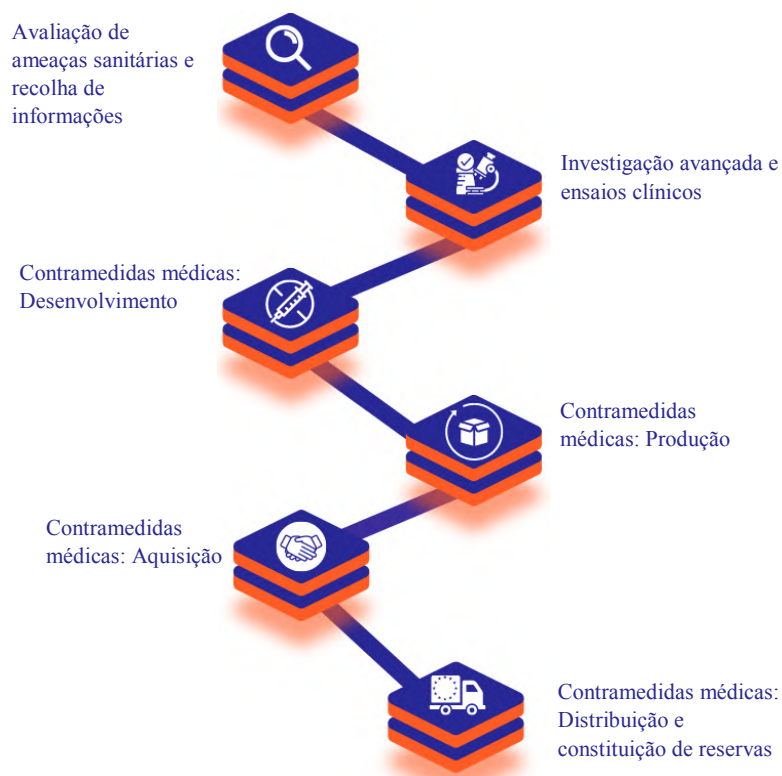 Avaliação de
ameaças sanitárias e
recolha de
informações
Investigação avançada e
ensaios clínicos
Contramedidas médicas:
Desenvolvimento
Contramedidas
médicas: Produção
Contramedidas
médicas: Aquisição
Contramedidas médicas:
Distribuição e
constituição de reservas